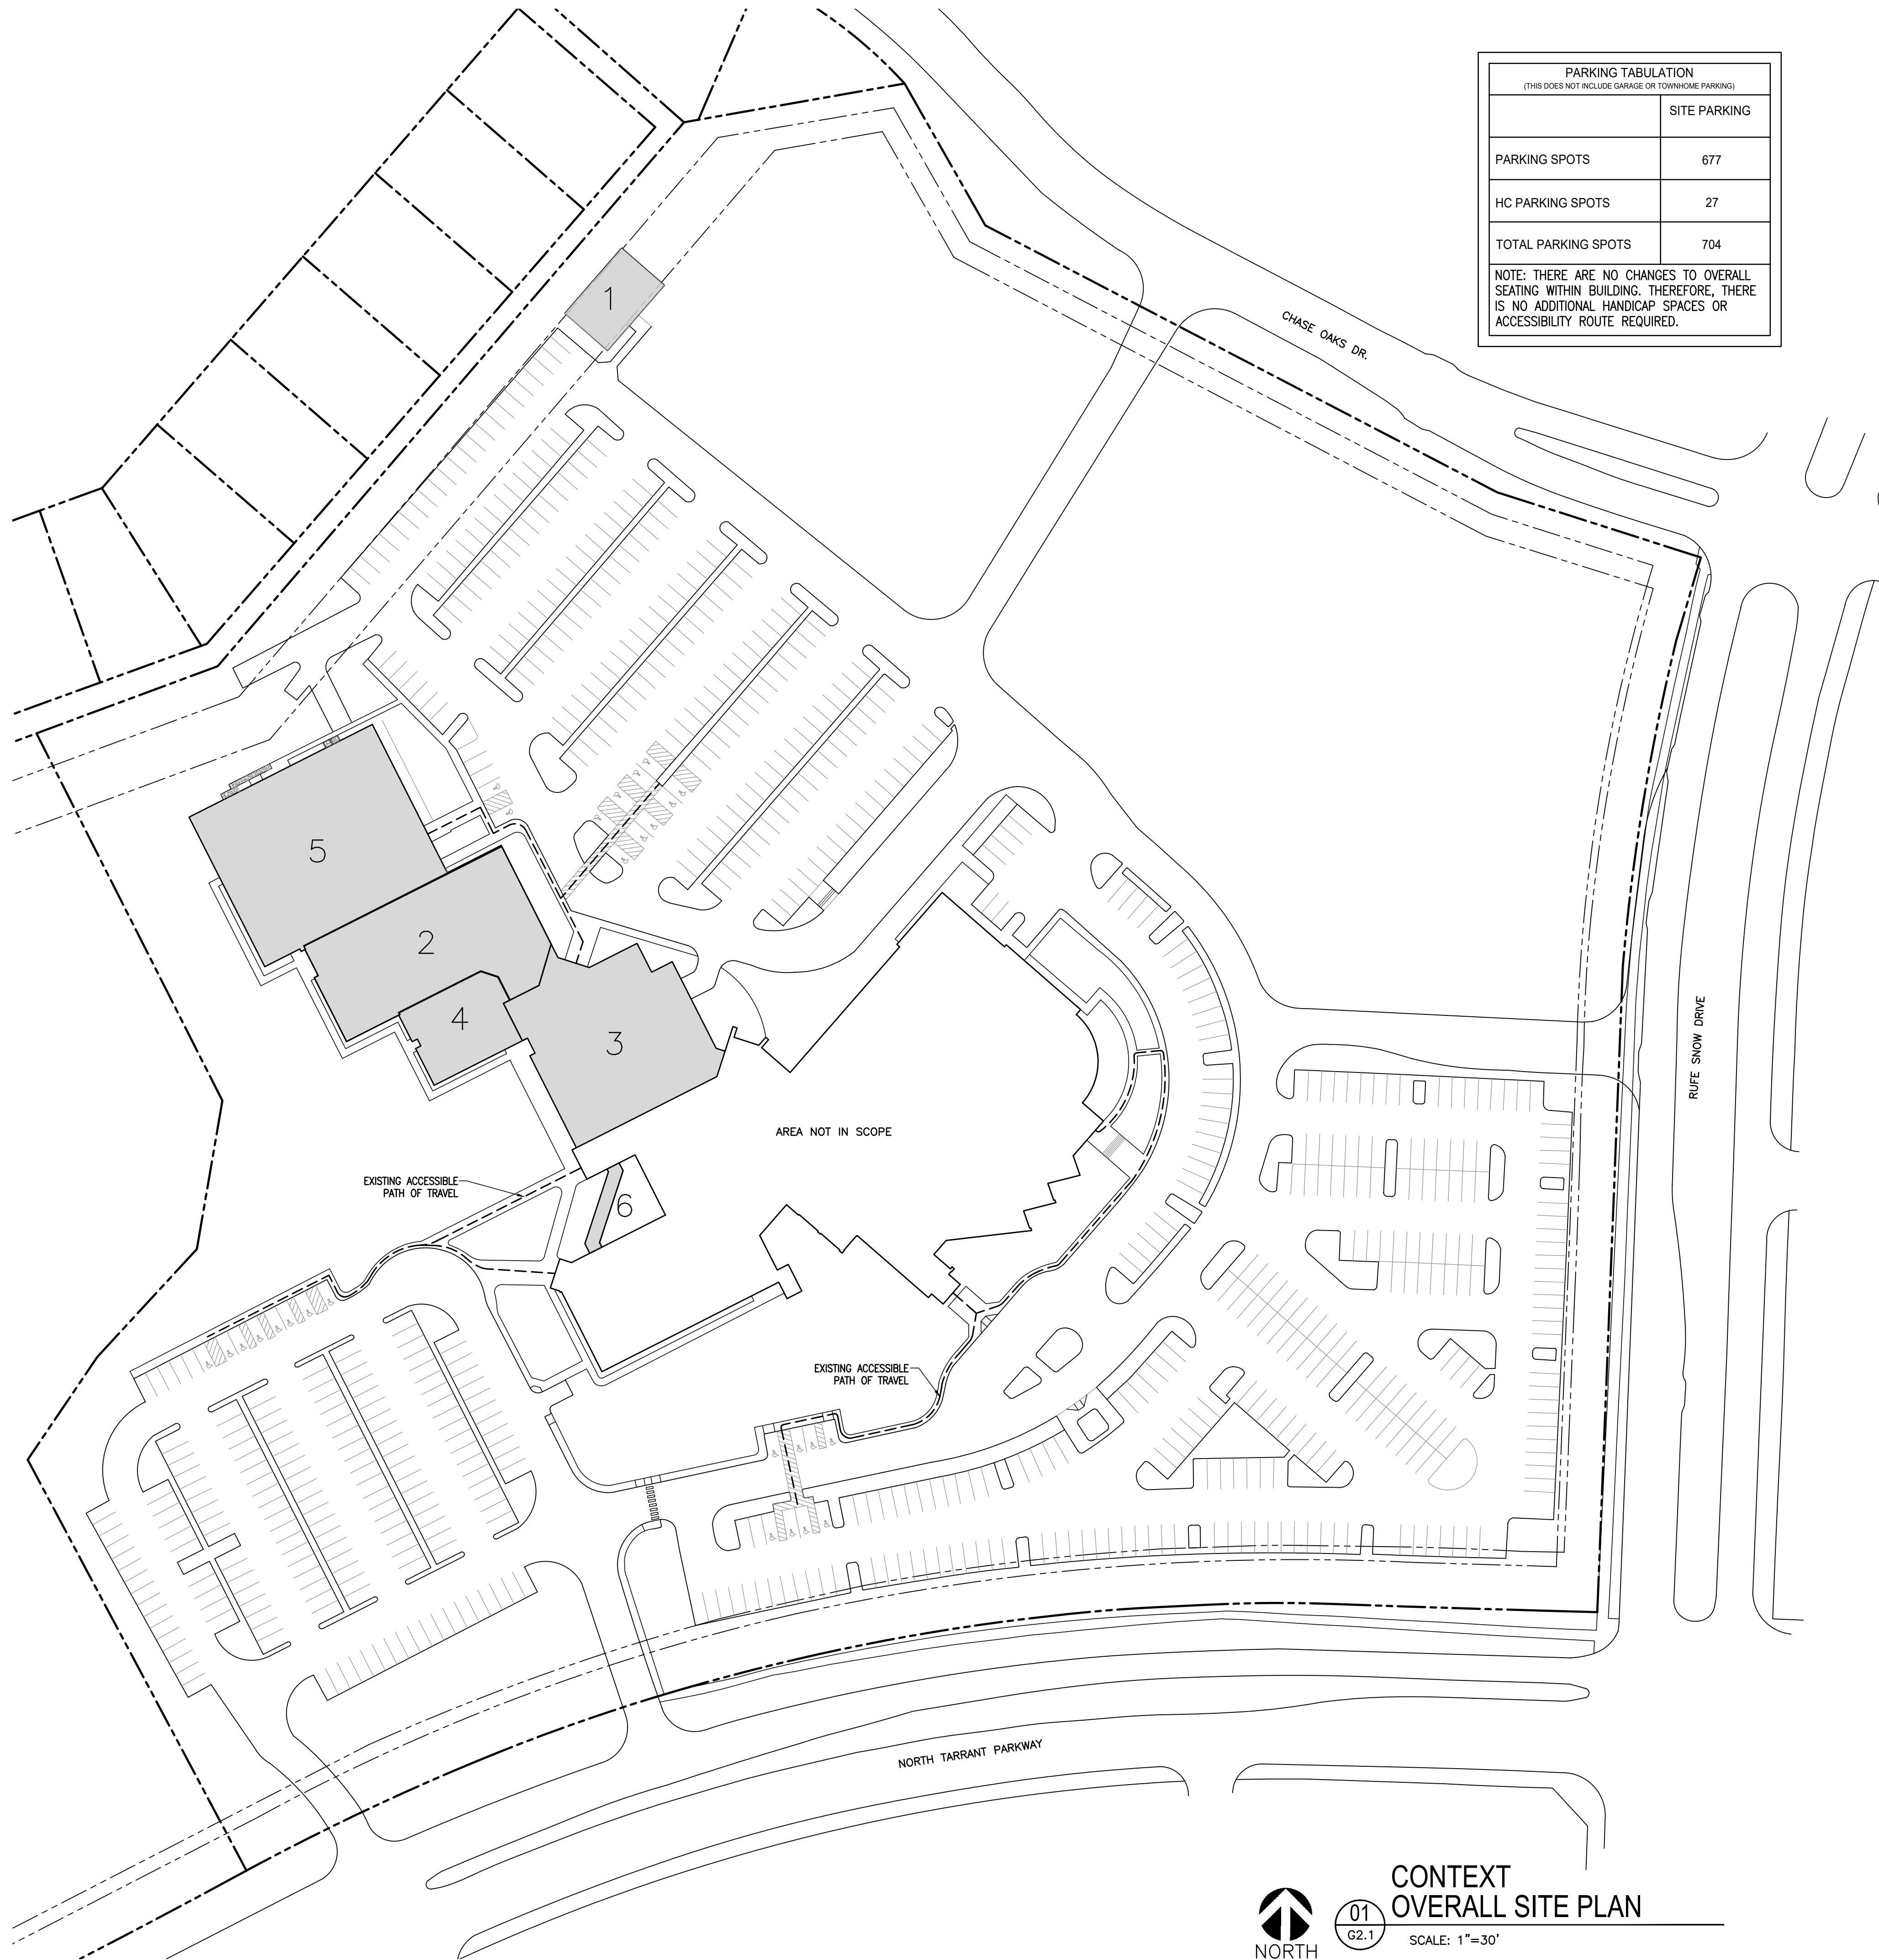 PARKING TABULATION
(THIS DOES NOT INCLUDE GARAGE OR TOWNHOME PARKING)
SITE PARKING
PARKING SPOTS 677
HC PARKING SPOTS 27
TOTAL PARKING SPOTS 704
NOTE: THERE ARE NO CHANGES TO OVERALL
SEATING WITHIN BUILDING. THEREFORE, THERE
IS NO ADDITIONAL HANDICAP SPACES OR
ACCESSIBILITY ROUTE REQUIRED.
1
CHASE OAKS DR.
5
2
4
3
RUFE SNOW DRIVE
AREA NOT IN SCOPE
EXISTING ACCESSIBLE
PATH OF TRAVEL
6
EXISTING ACCESSIBLE
PATH OF TRAVEL
NORTH TARRANT PARKWAY
NORTH
01
G2.1
CONTEXT
OVERALL SITE PLAN
SCALE: 1"=30'